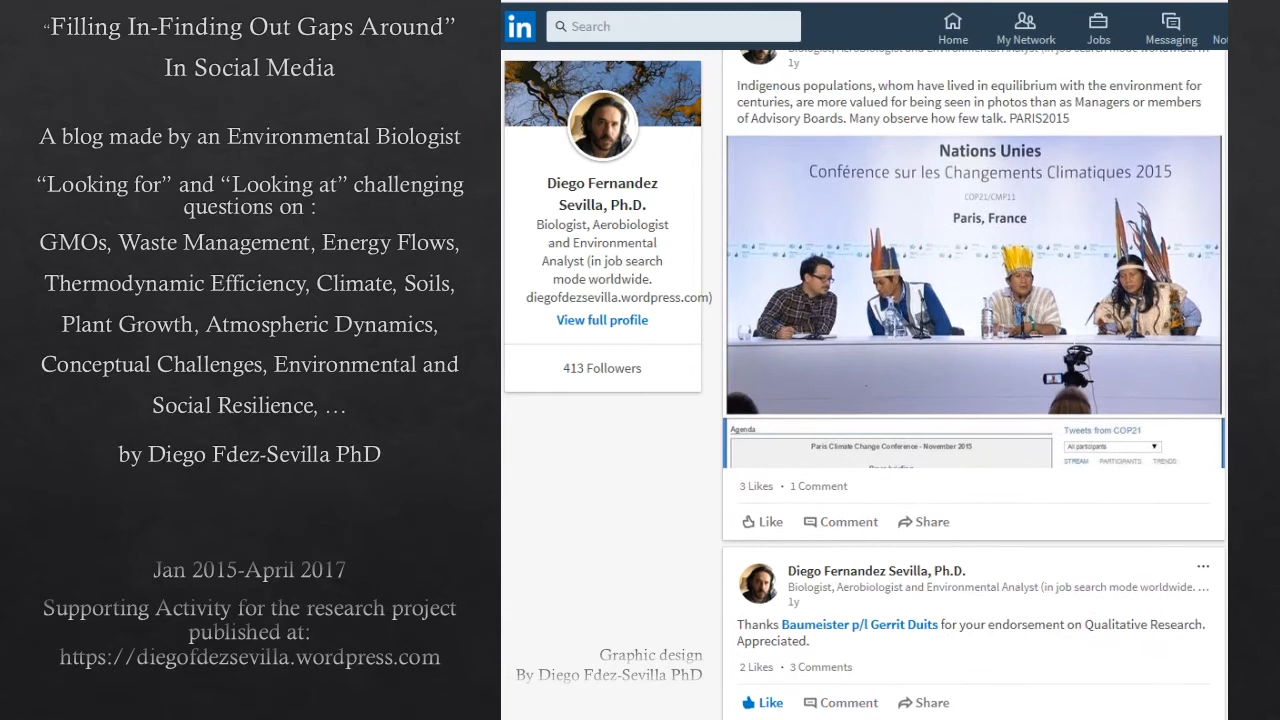 “Filling In-Finding Out Gaps Around”
In Social Media
A blog made by an Environmental Biologist
“Looking for” and “Looking at” challenging
questions on :
GMOs, Waste Management, Energy Flows,
Thermodynamic Efficiency, Climate, Soils,
Plant Growth, Atmospheric Dynamics,
Conceptual Challenges, Environmental and
Social Resilience, …
by Diego Fdez-Sevilla PhD
Jan 2015-April 2017
Supporting Activity for the research project
published at:
https://diegofdezsevilla.wordpress.com
in
Search
Home
My Network
Jobs
Messaging
Diego Fernandez
Sevilla, Ph.D.
Biologist, Aerobiologist
and Environmental
Analyst (in job search
mode worldwide.
diegofdezsevilla.wordpress.com)
View full profile
413 Followers
Graphic design
By Diego Fdez-Sevilla PhD
1y
Indigenous populations, whom have lived in equilibrium with the environment for
centuries, are more valued for being seen in photos than as Managers or members
of Advisory Boards. Many observe how few talk. PARIS2015
Nations Unies
Conférence sur les Changements Climatiques 2015
COP21/CMP11
Paris, France
Agenda
Paris Climate Change Conference - November 2015
Tweets from COP21
All participants
STREAM PARTICIPANTS TRENDS
3 Likes • 1 Comment
Like Comment Share
Diego Fernandez Sevilla, Ph.D.
Biologist, Aerobiologist and Environmental Analyst (in job search mode worldwide. …
1y
Thanks Baumeister p/l Gerrit Duits for your endorsement on Qualitative Research.
Appreciated.
2 Likes • 3 Comments
Like Comment Share